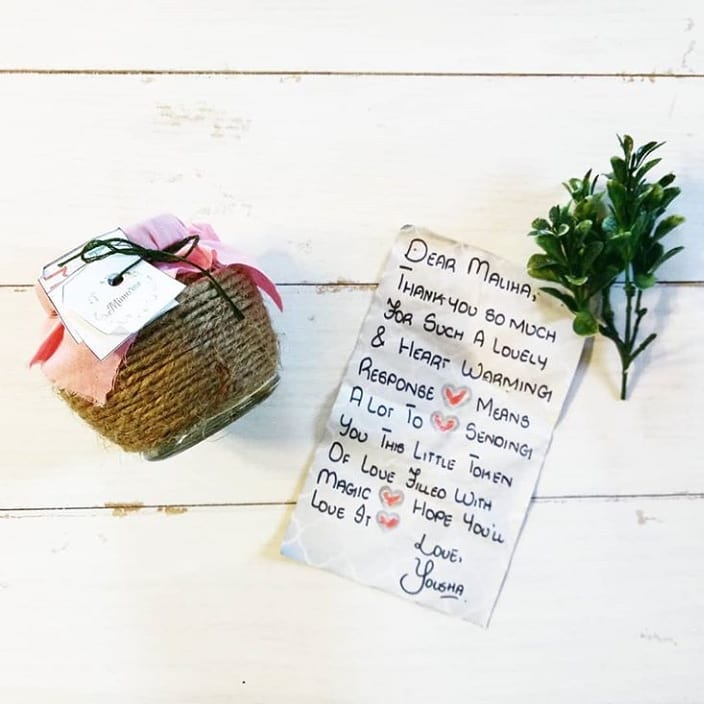 Mimosa
DEAR MALIHA,
THANK YOU SO MUCH
FOR SUCH A LOVELY
& HEART WARMING
RESPONSE MEANS
A LOT TO SENDING
YOU THIS LITTLE TOKEN
OF LOVE FILLED WITH
MAGIC HOPE YOU'LL
LOVE IT
LOVE,
YOUSHA.